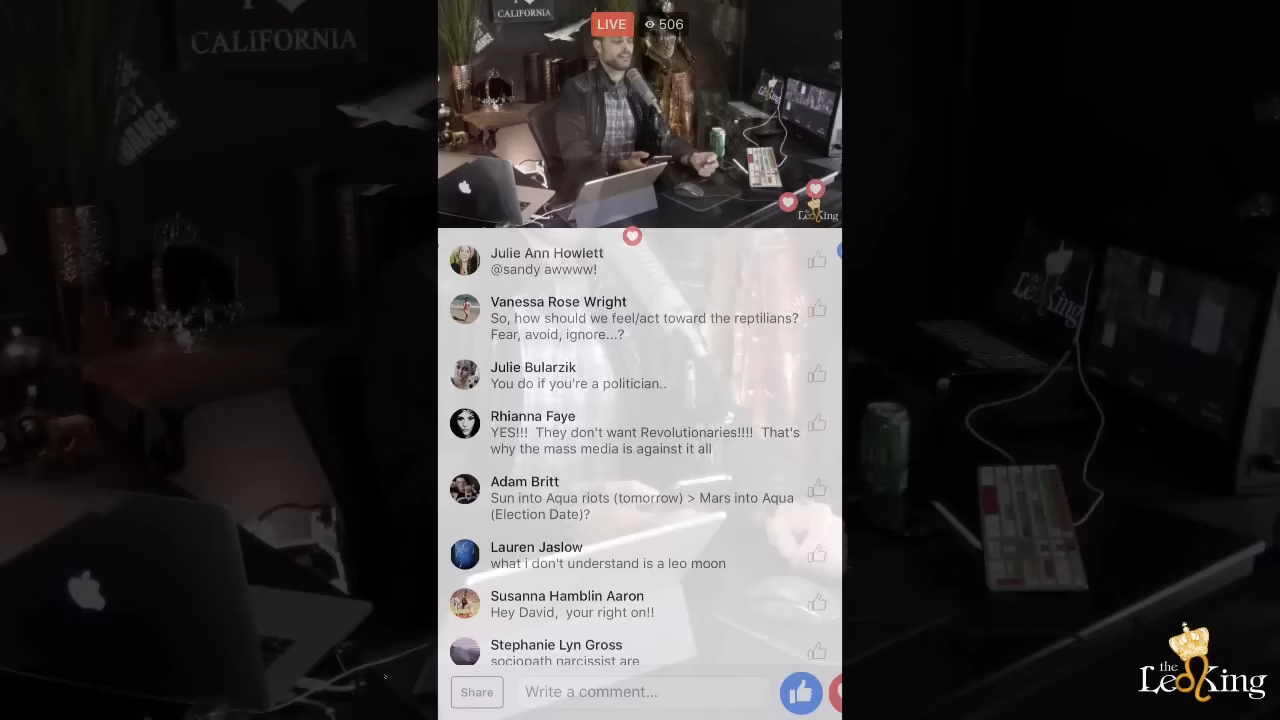 I
CALIFORNIA
LIVE
506
CALIFORNIA
the
LeoKing
Julie Ann Howlett
@sandy awwww!
Vanessa Rose Wright
So, how should we feel/act toward the reptilians?
Fear, avoid, ignore...?
Julie Bularzik
You do if you're a politician..
Rhianna Faye
YES!!!  They don't want Revolutionaries!!!!  That's
why the mass media is against it all
Adam Britt
Sun into Aqua riots (tomorrow) > Mars into Aqua
(Election Date)?
Lauren Jaslow
what i don't understand is a leo moon
Susanna Hamblin Aaron
Hey David,  your right on!!
Stephanie Lyn Gross
sociopath narcissist are
Share
Write a comment...
the
LeoKing